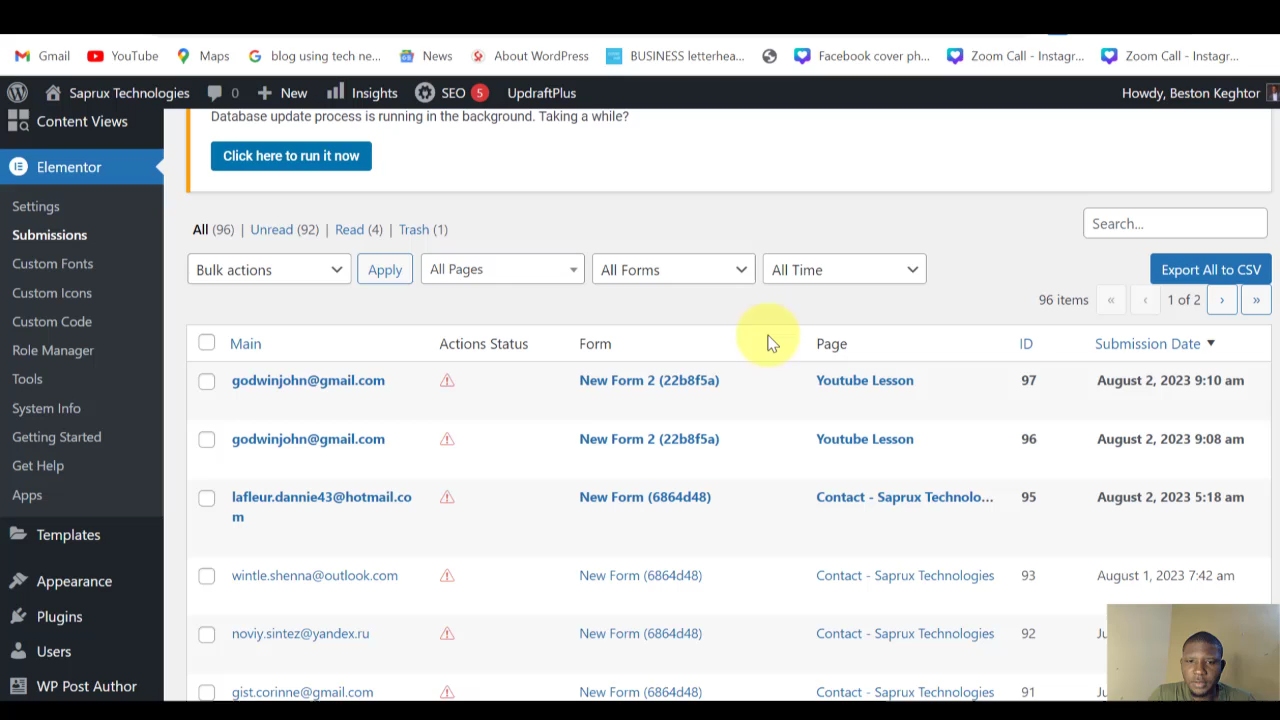 Gmail YouTube Maps blog using tech ne... News About WordPress BUSINESS letterhea... Facebook cover ph... Zoom Call - Instagr... Zoom Call - Instagr...
Saprux Technologies 0 New Insights SEO 5 UpdraftPlus Howdy, Beston Keghtor
Content Views
Elementor
Settings
Submissions
Custom Fonts
Custom Icons
Custom Code
Role Manager
Tools
System Info
Getting Started
Get Help
Apps
Templates
Appearance
Plugins
Users
WP Post Author
Database update process is running in the background. Taking a while?
Click here to run it now
All (96) | Unread (92) | Read (4) | Trash (1) Search...
Bulk actions Apply All Pages All Forms All Time Export All to CSV
96 items « ‹ 1 of 2 › »
Main Actions Status Form Page ID Submission Date
godwinjohn@gmail.com New Form 2 (22b8f5a) Youtube Lesson 97 August 2, 2023 9:10 am
godwinjohn@gmail.com New Form 2 (22b8f5a) Youtube Lesson 96 August 2, 2023 9:08 am
lafleur.dannie43@hotmail.co New Form (6864d48) Contact - Saprux Technolo... 95 August 2, 2023 5:18 am
m
wintle.shenna@outlook.com New Form (6864d48) Contact - Saprux Technologies 93 August 1, 2023 7:42 am
noviy.sintez@yandex.ru New Form (6864d48) Contact - Saprux Technologies 92
gist.corinne@gmail.com New Form (6864d48) Contact - Saprux Technologies 91